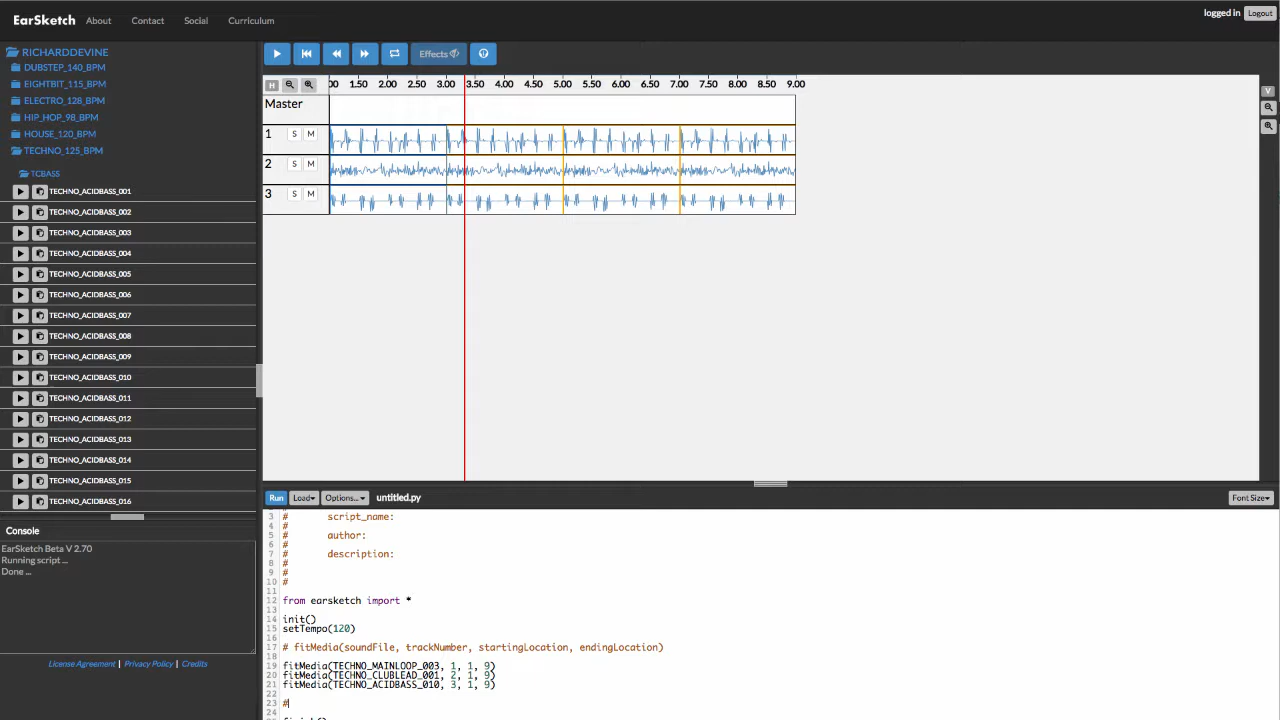 EarSketch About Contact Social Curriculum logged in Logout
RICHARDDEVINE
DUBSTEP_140_BPM
EIGHTBIT_115_BPM
ELECTRO_128_BPM
HIP_HOP_98_BPM
HOUSE_120_BPM
TECHNO_125_BPM
TCBASS
TECHNO_ACIDBASS_001
TECHNO_ACIDBASS_002
TECHNO_ACIDBASS_003
TECHNO_ACIDBASS_004
TECHNO_ACIDBASS_005
TECHNO_ACIDBASS_006
TECHNO_ACIDBASS_007
TECHNO_ACIDBASS_008
TECHNO_ACIDBASS_009
TECHNO_ACIDBASS_010
TECHNO_ACIDBASS_011
TECHNO_ACIDBASS_012
TECHNO_ACIDBASS_013
TECHNO_ACIDBASS_014
TECHNO_ACIDBASS_015
TECHNO_ACIDBASS_016
Console
EarSketch Beta V 2.70
Running script ...
Done ...
License Agreement | Privacy Policy | Credits
Effects
H 00 1.50 2.00 2.50 3.00 3.50 4.00 4.50 5.00 5.50 6.00 6.50 7.00 7.50 8.00 8.50 9.00 V
Master
1 S M
2 S M
3 S M
Run Load Options... untitled.py Font Size
3 # script_name:
4 #
5 # author:
6 #
7 # description:
8 #
9 #
10 #
11
12 from earsketch import *
13
14 init()
15 setTempo(120)
16
17 # fitMedia(soundFile, trackNumber, startingLocation, endingLocation)
18
19 fitMedia(TECHNO_MAINLOOP_003, 1, 1, 9)
20 fitMedia(TECHNO_CLUBLEAD_001, 2, 1, 9)
21 fitMedia(TECHNO_ACIDBASS_010, 3, 1, 9)
22
23 #
24